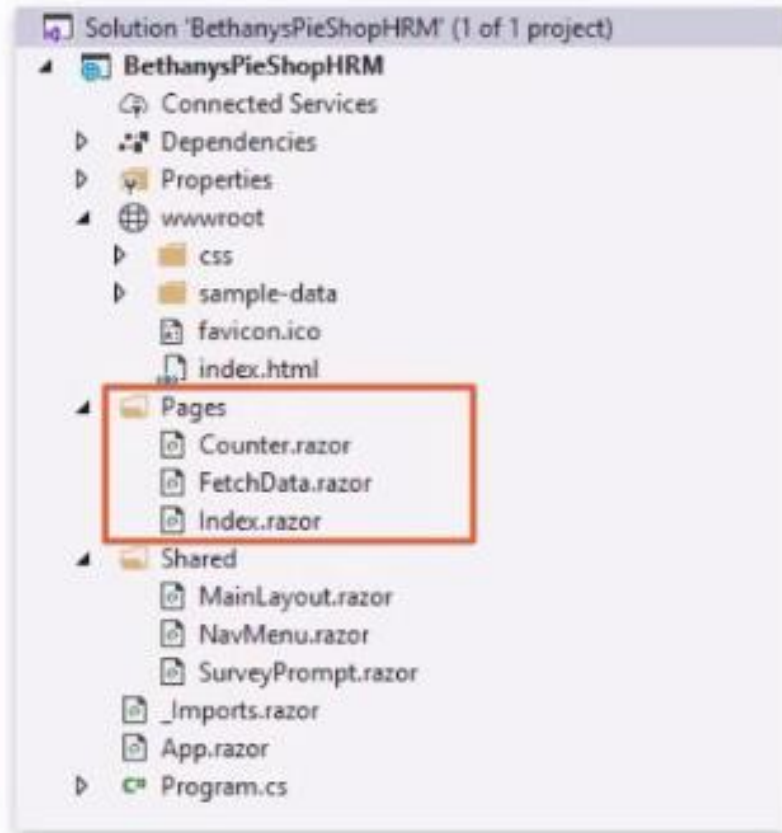 Solution 'BethanysPieShopHRM' (1 of 1 project)
BethanysPieShopHRM
Connected Services
Dependencies
Properties
wwwroot
css
sample-data
favicon.ico
index.html
Pages
Counter.razor
FetchData.razor
Index.razor
Shared
MainLayout.razor
NavMenu.razor
SurveyPrompt.razor
_Imports.razor
App.razor
C# Program.cs